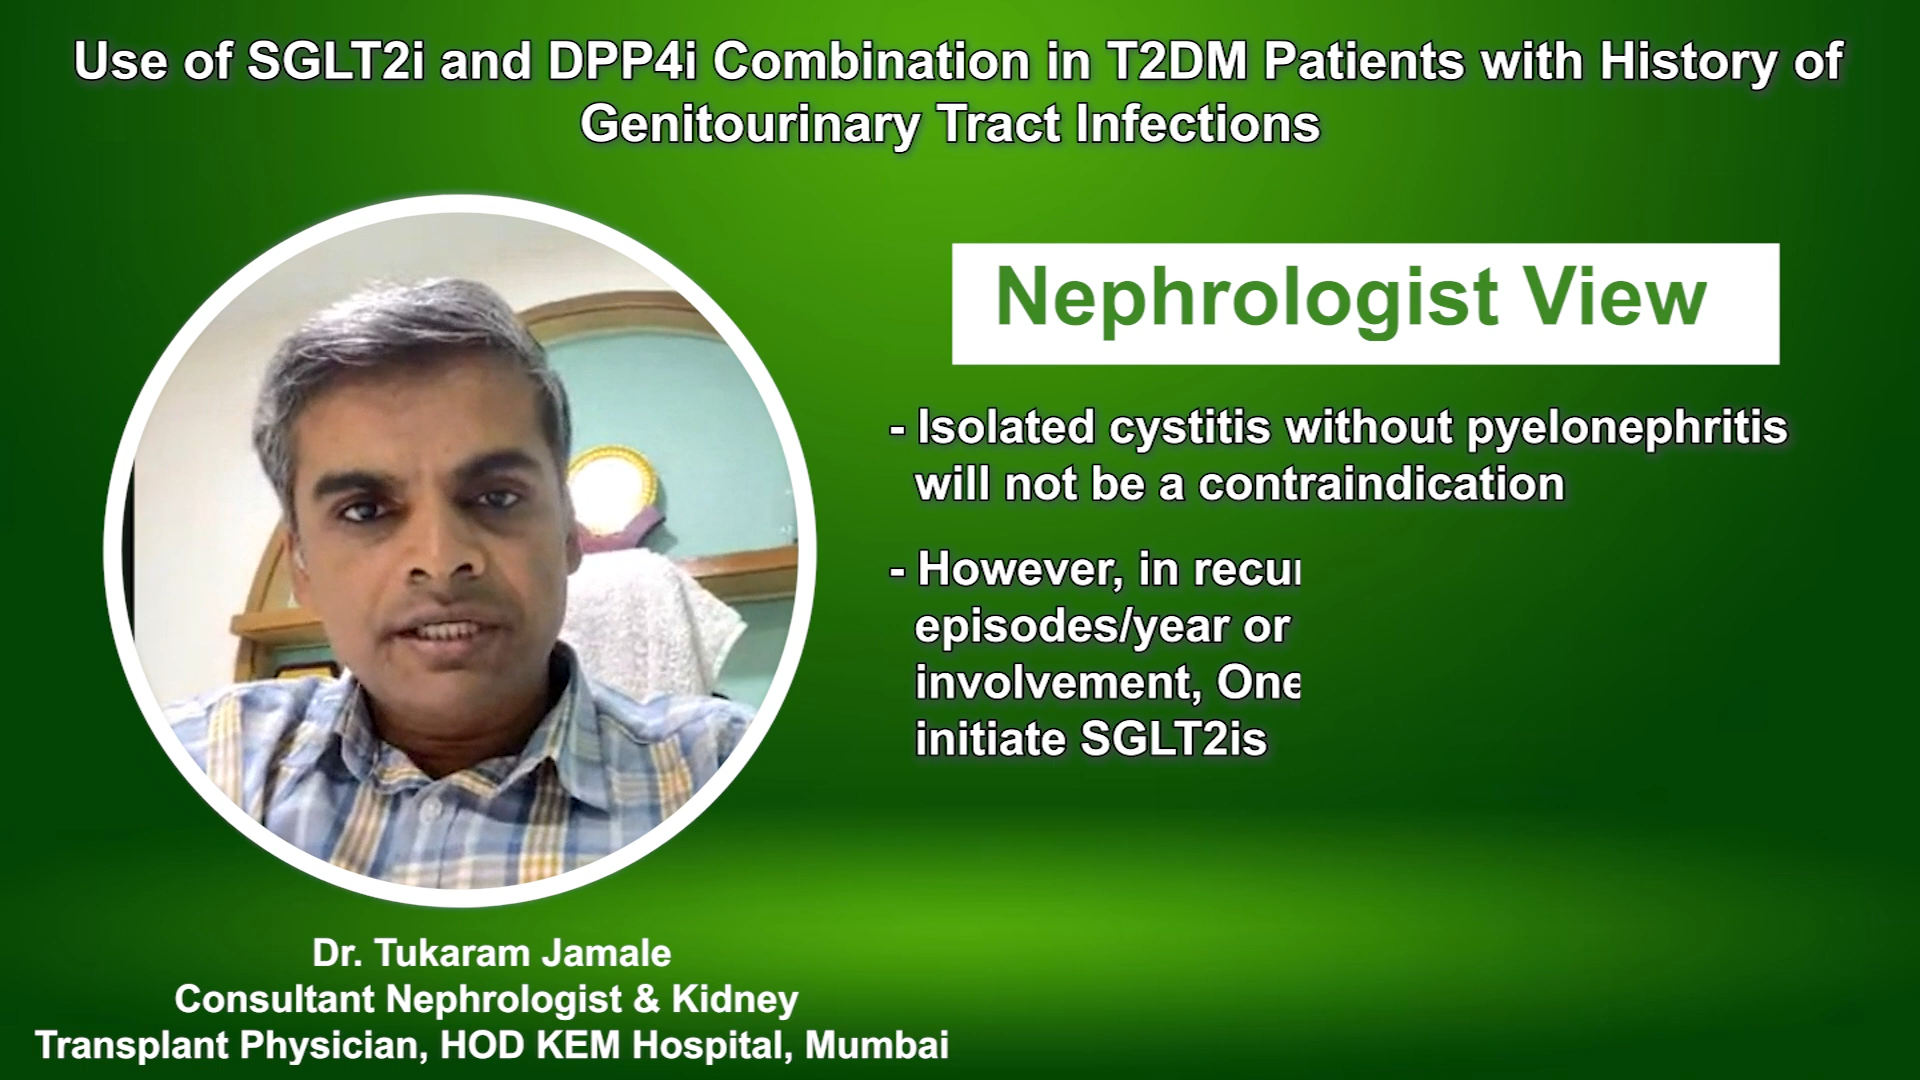 Use of SGLT2i and DPP4i Combination in T2DM Patients with History of
Genitourinary Tract Infections
Nephrologist View
- Isolated cystitis without pyelonephritis
will not be a contraindication
- However, in
episodes/year or
involvement, One
initiate SGLT2is
Dr. Tukaram Jamale
Consultant Nephrologist & Kidney
Transplant Physician, HOD KEM Hospital, Mumbai